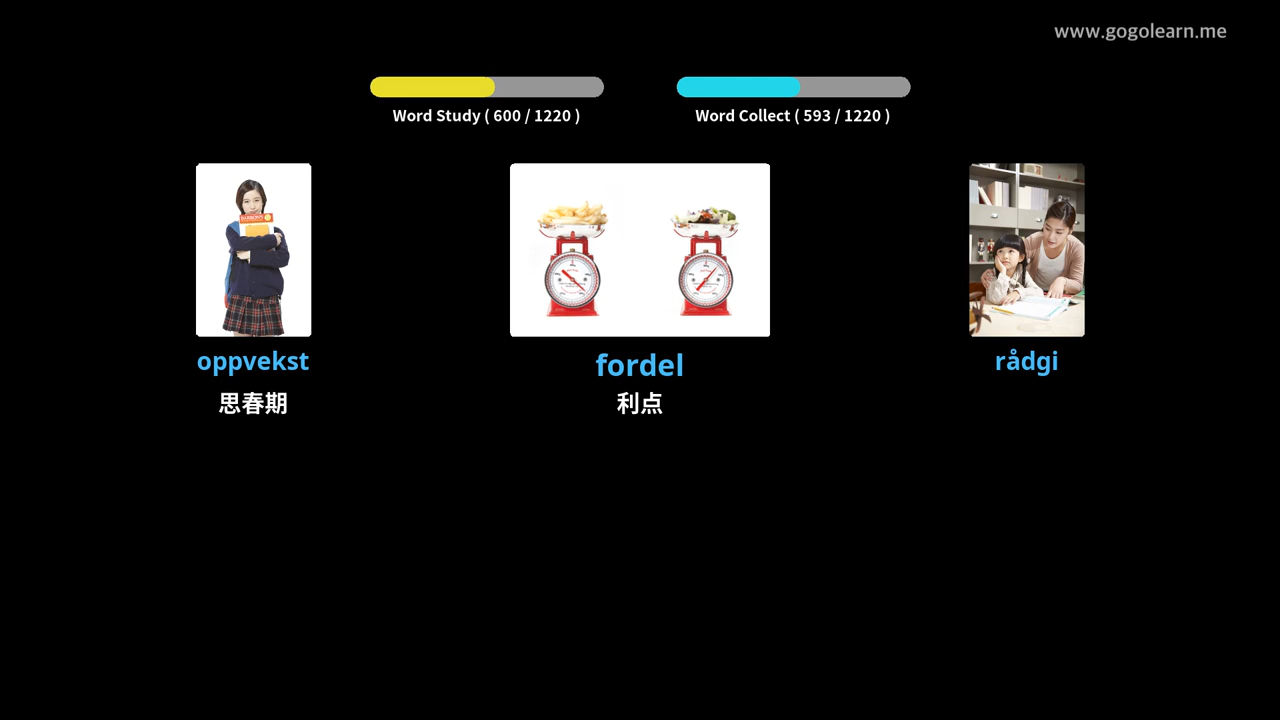 www.gogolearn.me
Word Study ( 600 / 1220 )
Word Collect ( 593 / 1220 )
BARRON'S
oppvekst
fordel
rådgi
思春期
利点